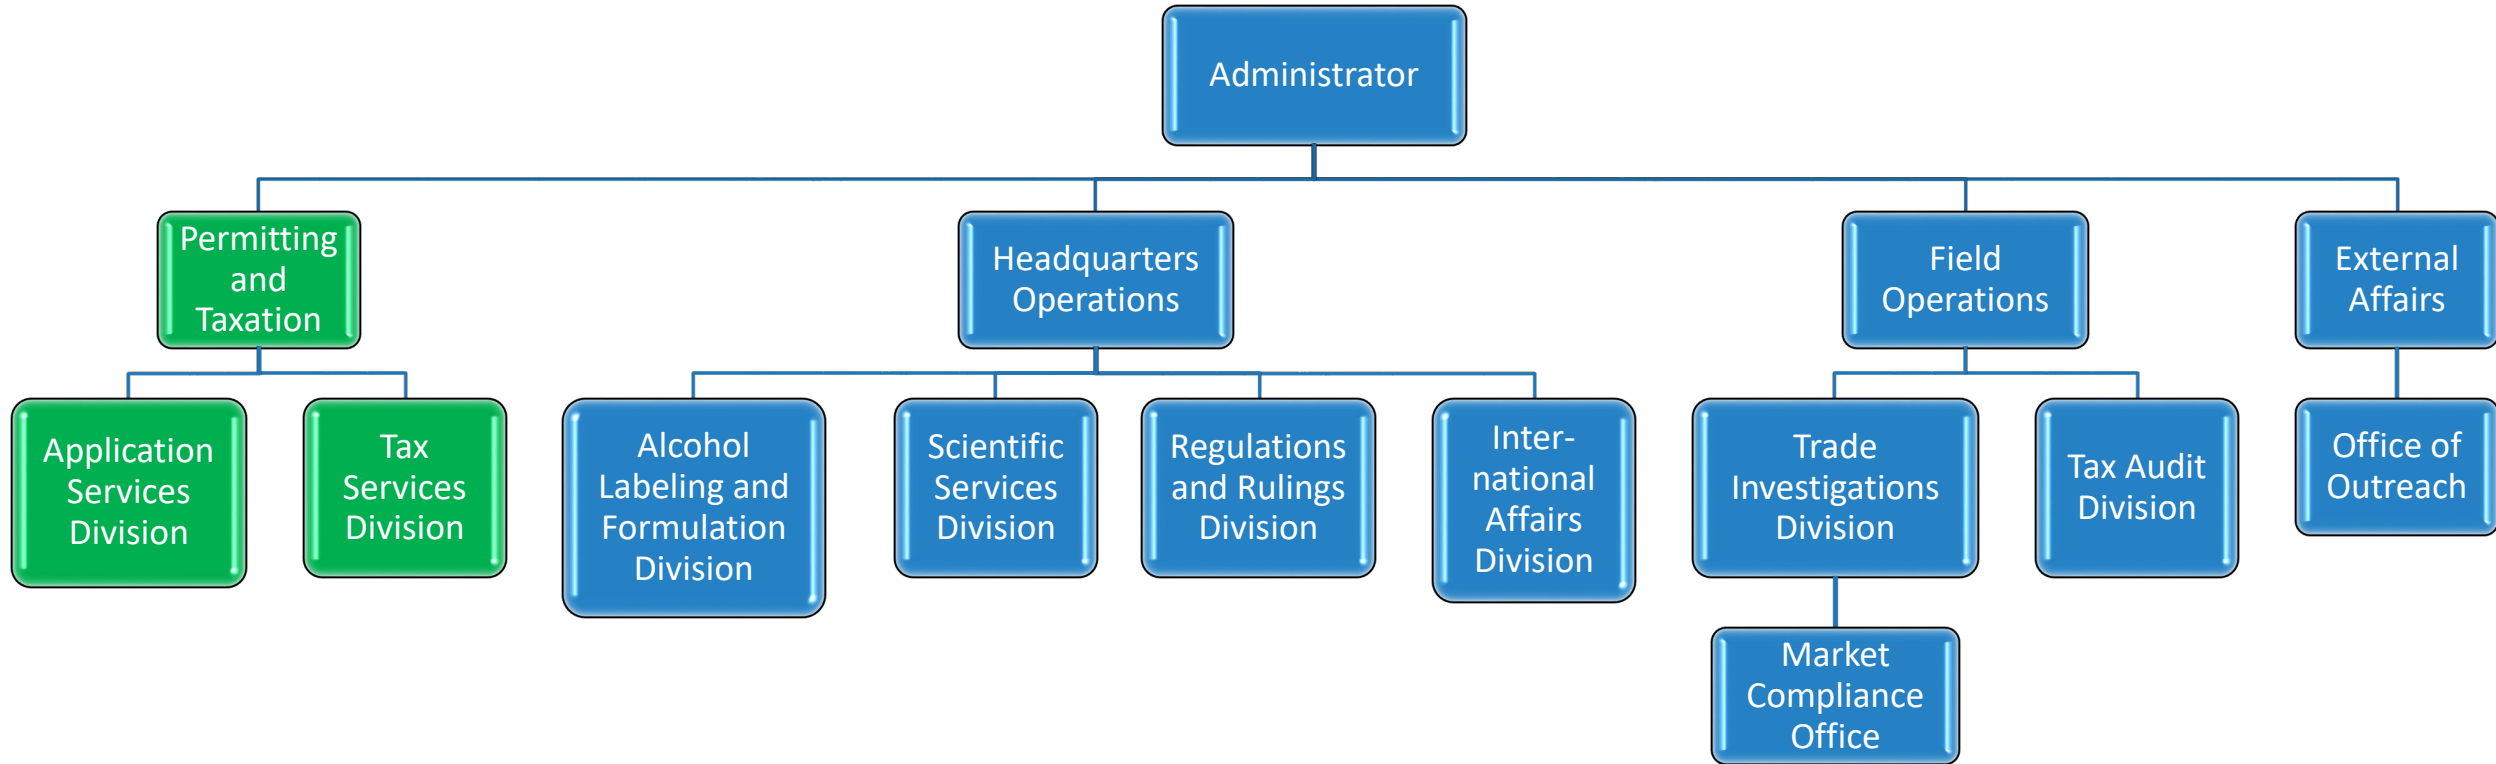 Administrator
Permitting
and
Taxation
Headquarters
Operations
Field
Operations
External
Affairs
Application
Services
Division
Tax
Services
Division
Alcohol
Labeling and
Formulation
Division
Scientific
Services
Division
Regulations
and Rulings
Division
Inter-
national
Affairs
Division
Trade
Investigations
Division
Tax Audit
Division
Office of
Outreach
Market
Compliance
Office